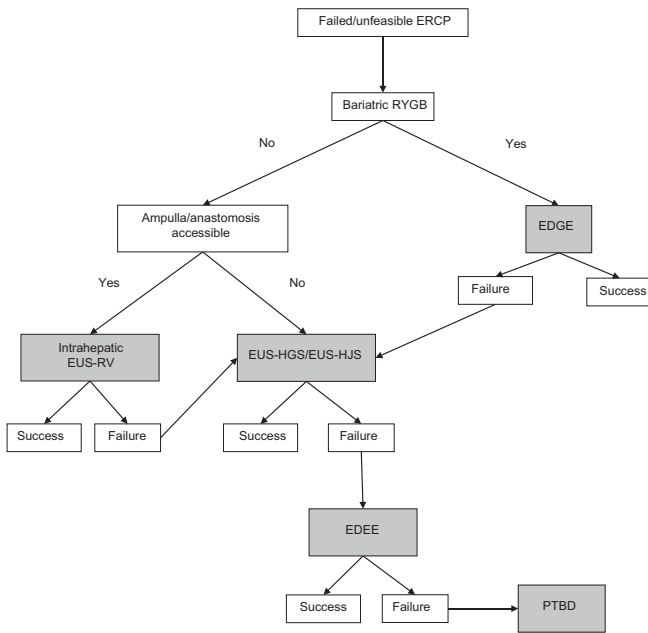 Failed/unfeasible ERCP
Bariatric RYGB
No
Yes
Ampulla/anastomosis
accessible
EDGE
Yes
No
Failure
Success
Intrahepatic
EUS-RV
EUS-HGS/EUS-HJS
Success
Failure
Success
Failure
EDEE
Success
Failure
PTBD